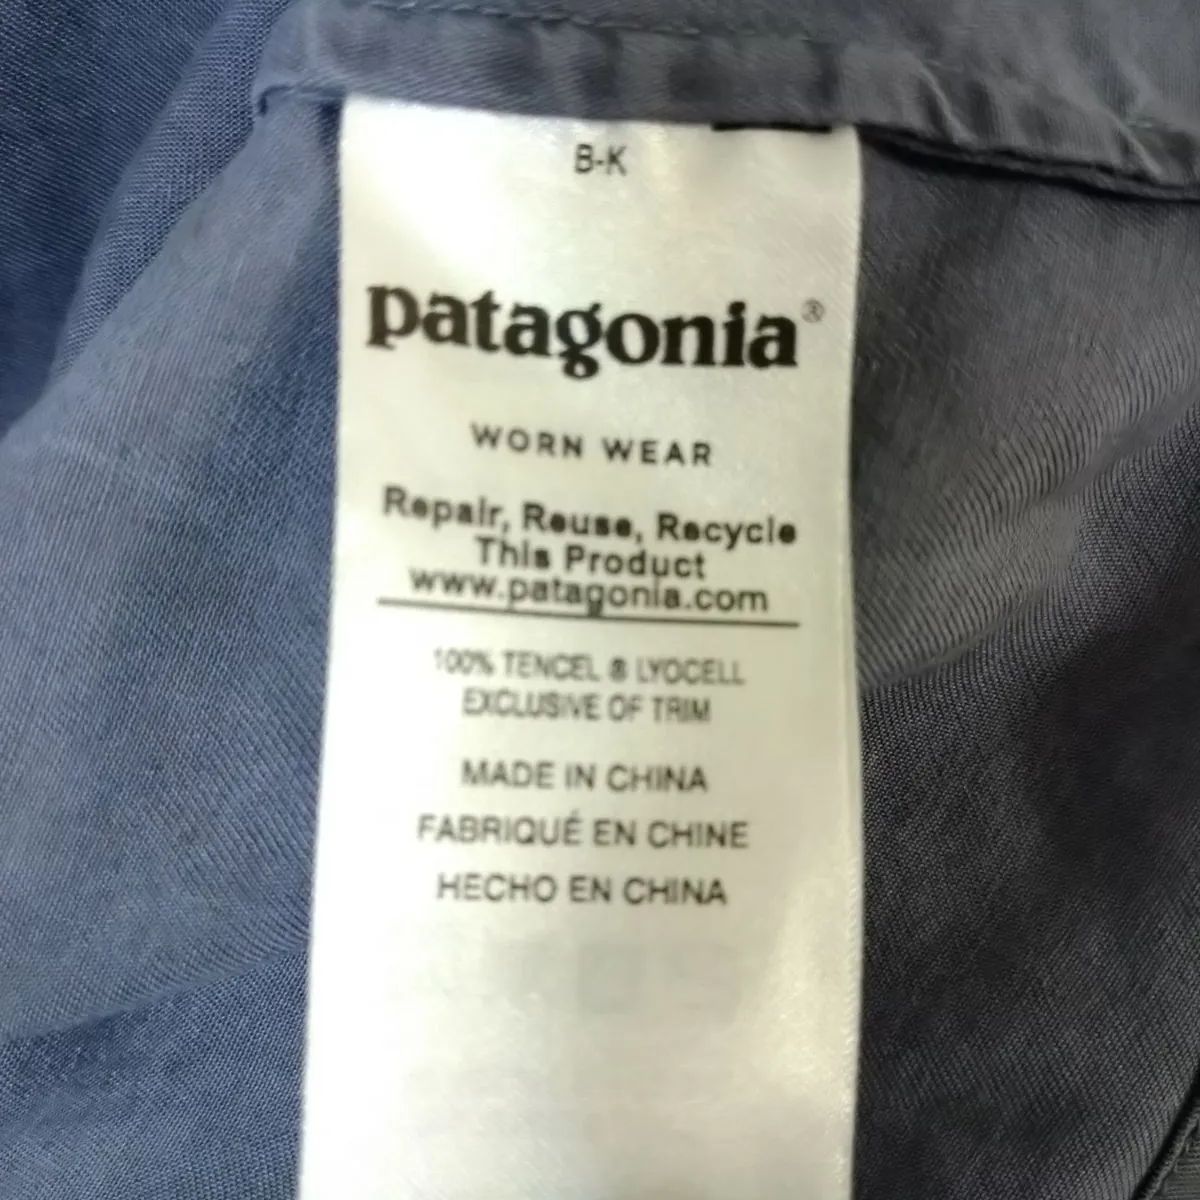 B-K
patagonia®
WORN WEAR
Repair, Reuse, Recycle
This Product
www.patagonia.com
100% TENCEL ® LYOCELL
EXCLUSIVE OF TRIM
MADE IN CHINA
FABRIQUÉ EN CHINE
HECHO EN CHINA